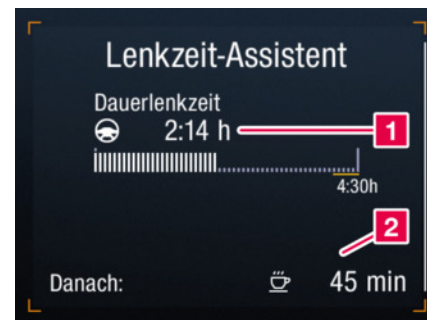 Lenkzeit-Assistent
Dauerlenkzeit
2:14 h
1
4:30h
2
Danach: 45 min